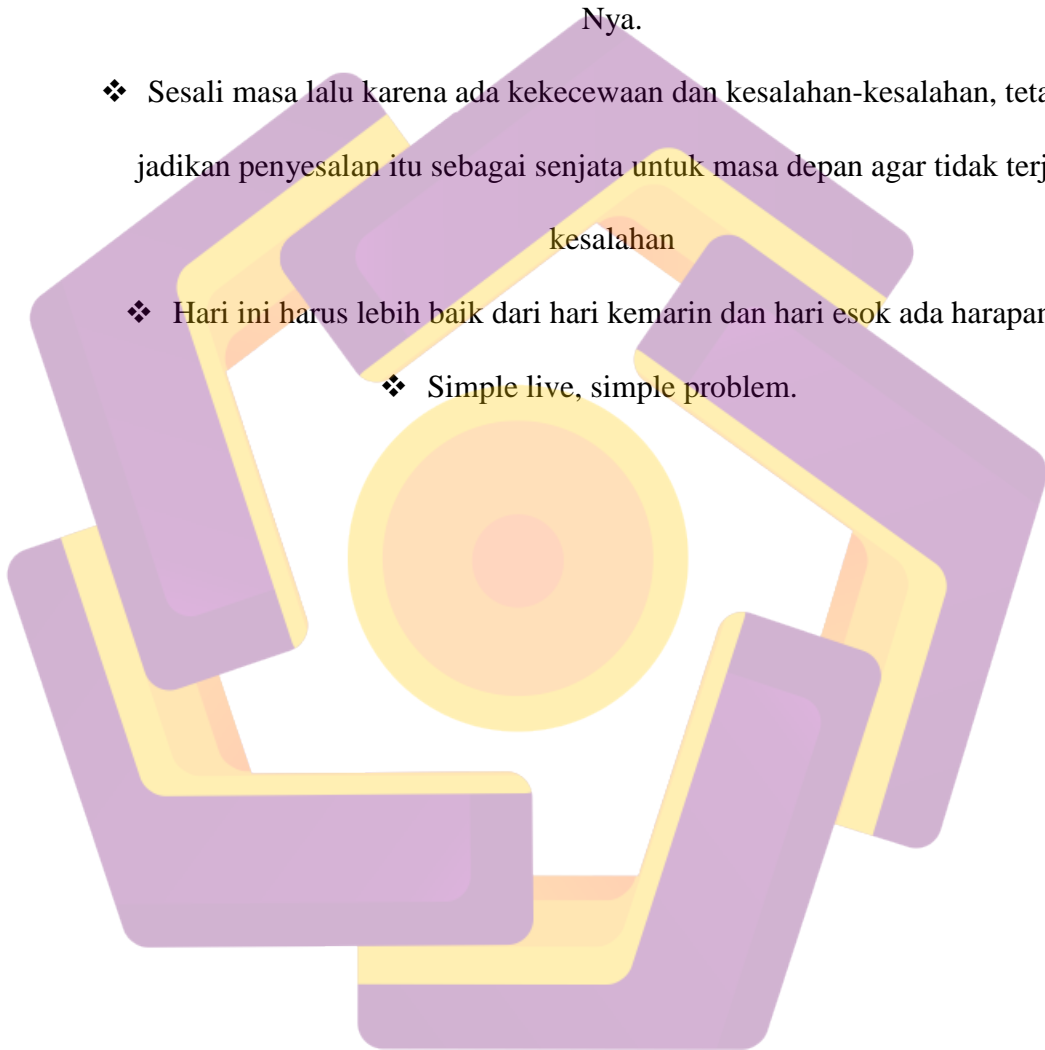 Nya.
❖ Sesali masa lalu karena ada kekecewaan dan kesalahan-kesalahan,
jadikan penyesalan itu sebagai senjata untuk masa depan agar tidak
kesalahan
❖ Hari ini harus lebih baik dari hari kemarin dan hari esok ada harapan
❖ Simple live, simple problem.